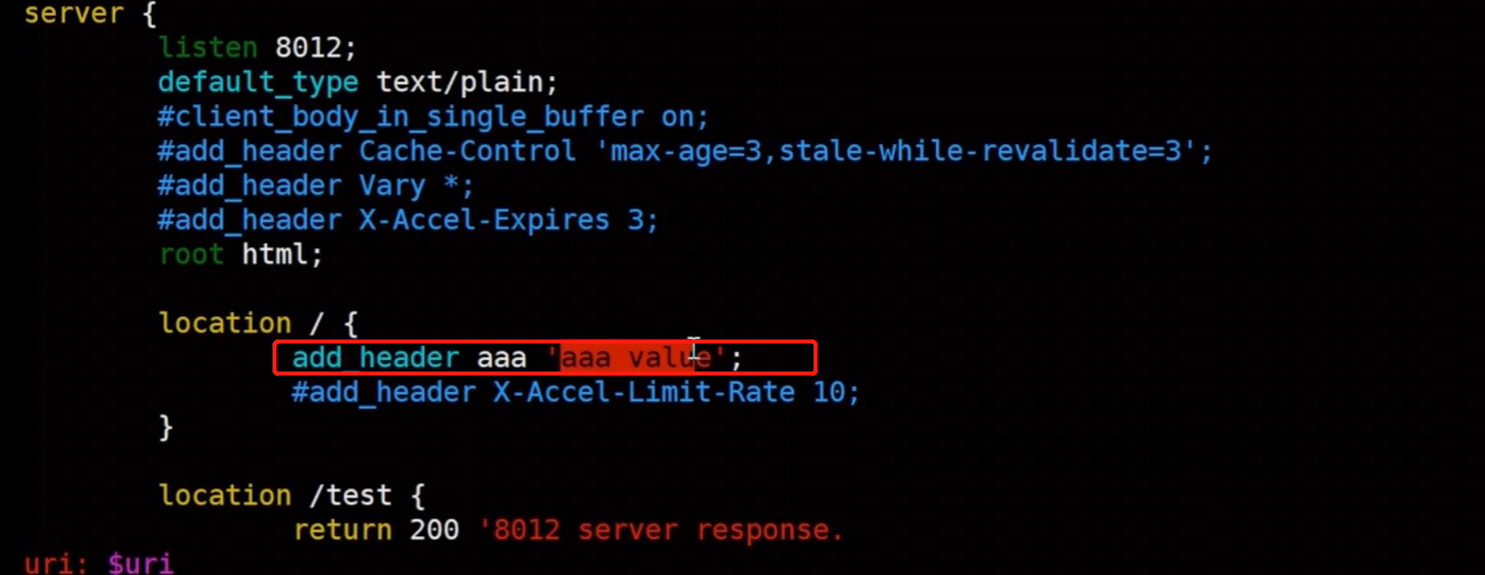 server {
listen 8012;
default_type text/plain;
#client_body_in_single_buffer on;
#add_header Cache-Control 'max-age=3,stale-while-revalidate=3';
#add_header Vary *;
#add_header X-Accel-Expires 3;
root html;
location / {
add_header aaa 'aaa value';
#add_header X-Accel-Limit-Rate 10;
}
location /test {
return 200 '8012 server response.
uri: $uri